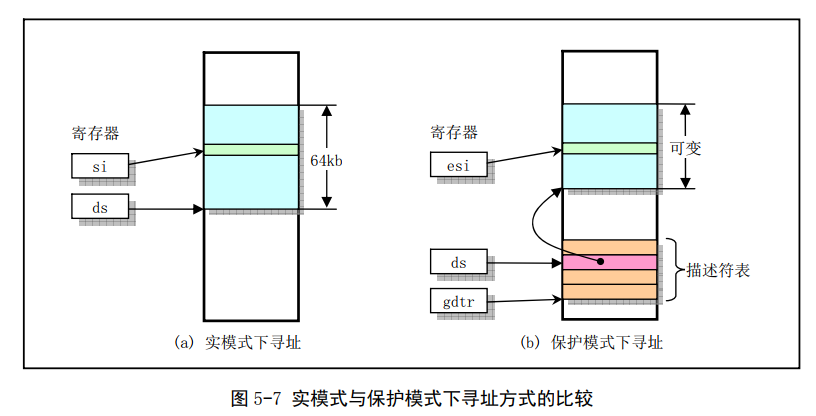 寄存器
si
ds
64kb
(a) 实模式下寻址
寄存器
esi
可变
ds
gdtr
描述符表
(b) 保护模式下寻址
图 5-7 实模式与保护模式下寻址方式的比较